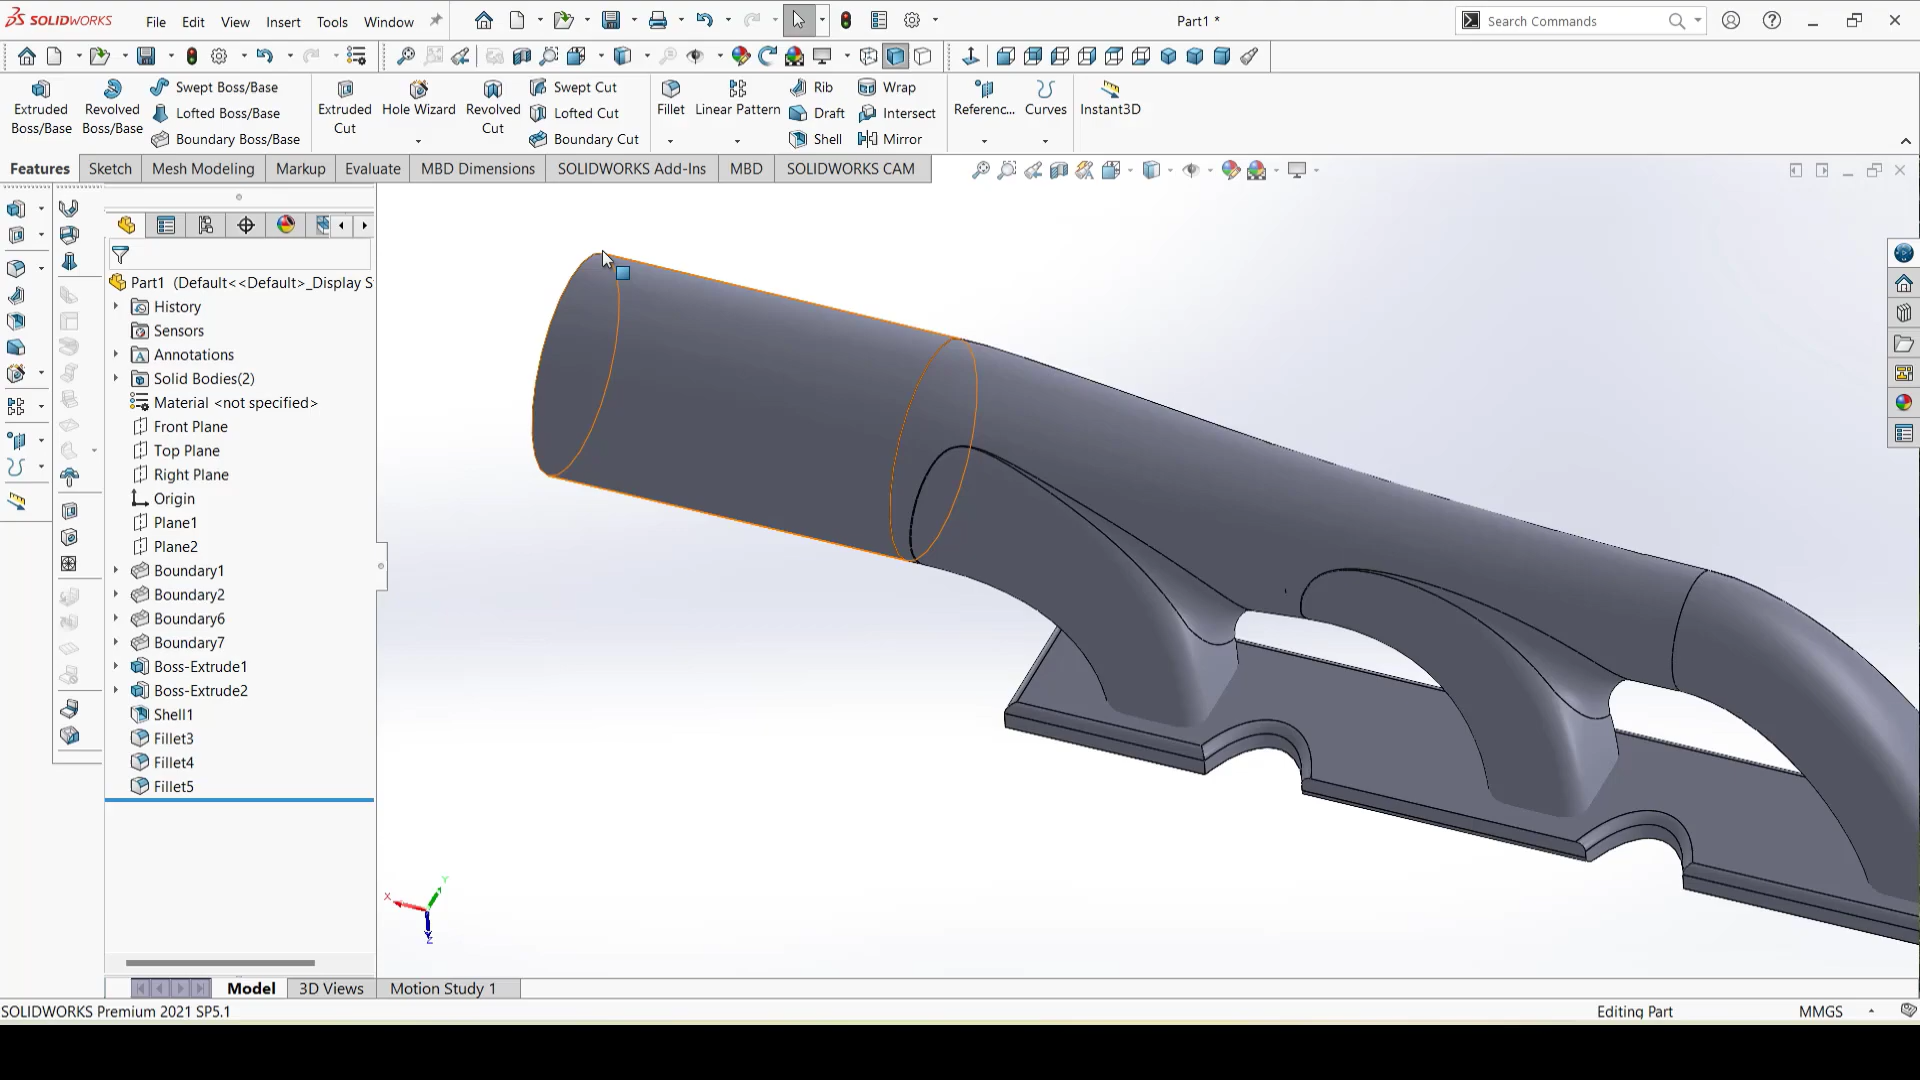 SOLIDWORKS File Edit View Insert Tools Window Part1 * Search Commands
Extruded Boss/Base
Revolved Boss/Base
Swept Boss/Base
Lofted Boss/Base
Boundary Boss/Base
Extruded Cut
Hole Wizard
Revolved Cut
Swept Cut
Lofted Cut
Boundary Cut
Fillet
Linear Pattern
Rib
Draft
Shell
Wrap
Intersect
Mirror
Referenc...
Curves
Instant3D
Features Sketch Mesh Modeling Markup Evaluate MBD Dimensions SOLIDWORKS Add-Ins MBD SOLIDWORKS CAM
Part1 (Default<<Default>_Display S
History
Sensors
Annotations
Solid Bodies(2)
Material <not specified>
Front Plane
Top Plane
Right Plane
Origin
Plane1
Plane2
Boundary1
Boundary2
Boundary6
Boundary7
Boss-Extrude1
Boss-Extrude2
Shell1
Fillet3
Fillet4
Fillet5
X
Y
Z
Model 3D Views Motion Study 1
SOLIDWORKS Premium 2021 SP5.1 Editing Part MMGS